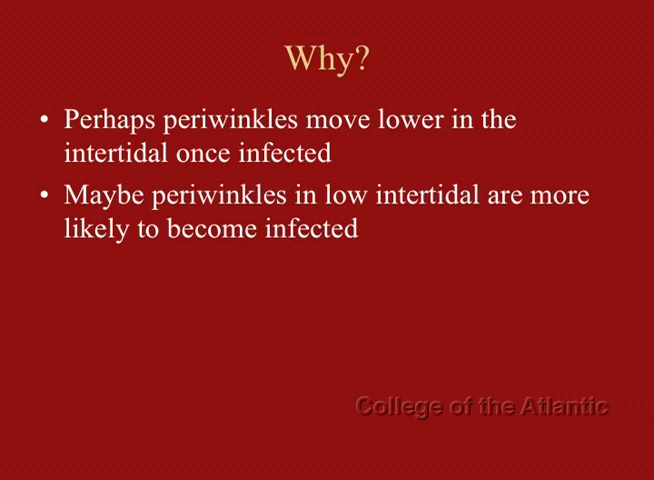 Why?
• Perhaps periwinkles move lower in the
intertidal once infected
• Maybe periwinkles in low intertidal are more
likely to become infected
College of the Atlantic